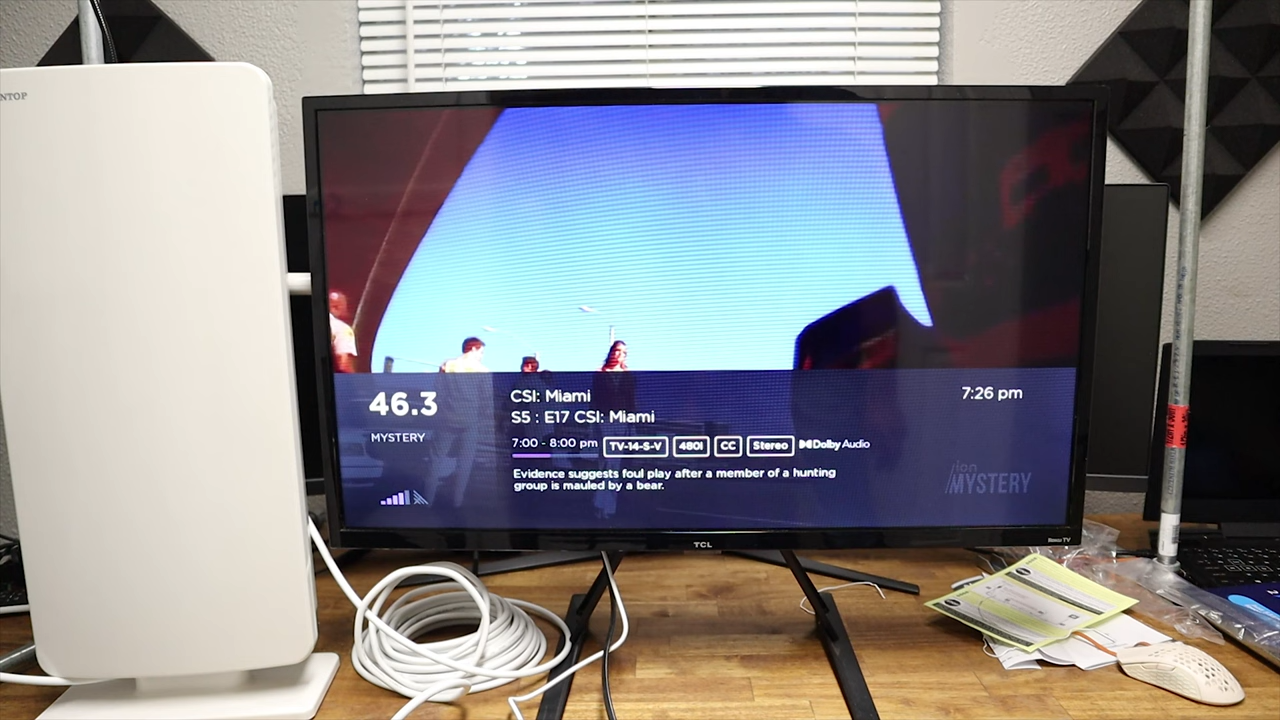 NTOP
46.3
MYSTERY
CSI: Miami
S5 : E17 CSI: Miami
7:00 - 8:00 pm TV-14-S-V 480I CC Stereo Dolby Audio
Evidence suggests foul play after a member of a hunting
group is mauled by a bear.
7:26 pm
ion
MYSTERY
TCL
Roku TV